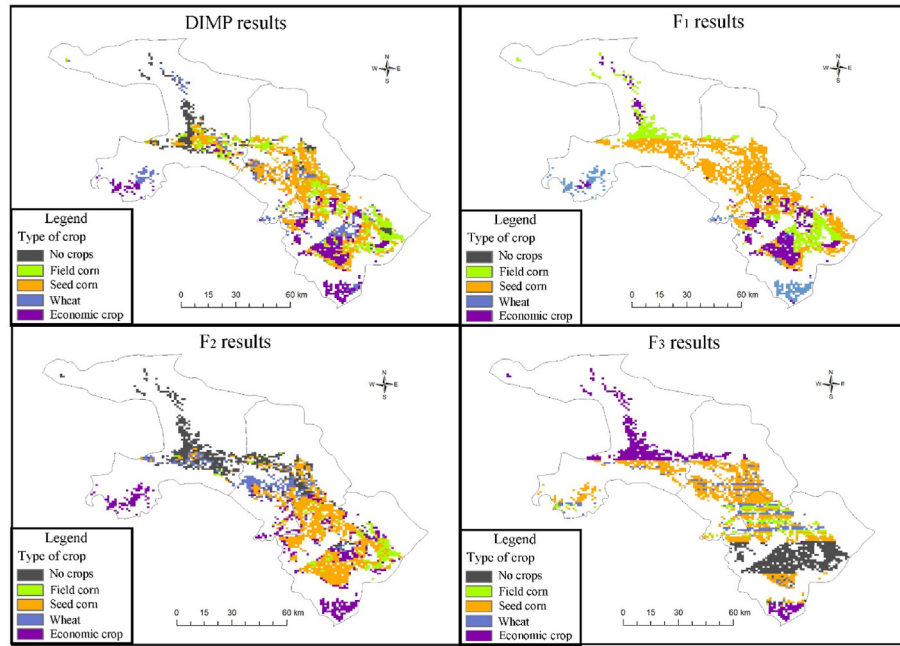 DIMP results
N
W E
S
Legend
Type of crop
No crops
Field corn
Seed corn
Wheat
Economic crop
0 15 30 60 km
F1 results
N
W E
S
Legend
Type of crop
No crops
Field corn
Seed corn
Wheat
Economic crop
0 15 30 60 km
F2 results
N
W E
S
Legend
Type of crop
No crops
Field corn
Seed corn
Wheat
Economic crop
0 15 30 60 km
F3 results
N
W E
S
Legend
Type of crop
No crops
Field corn
Seed corn
Wheat
Economic crop
0 15 30 60 km